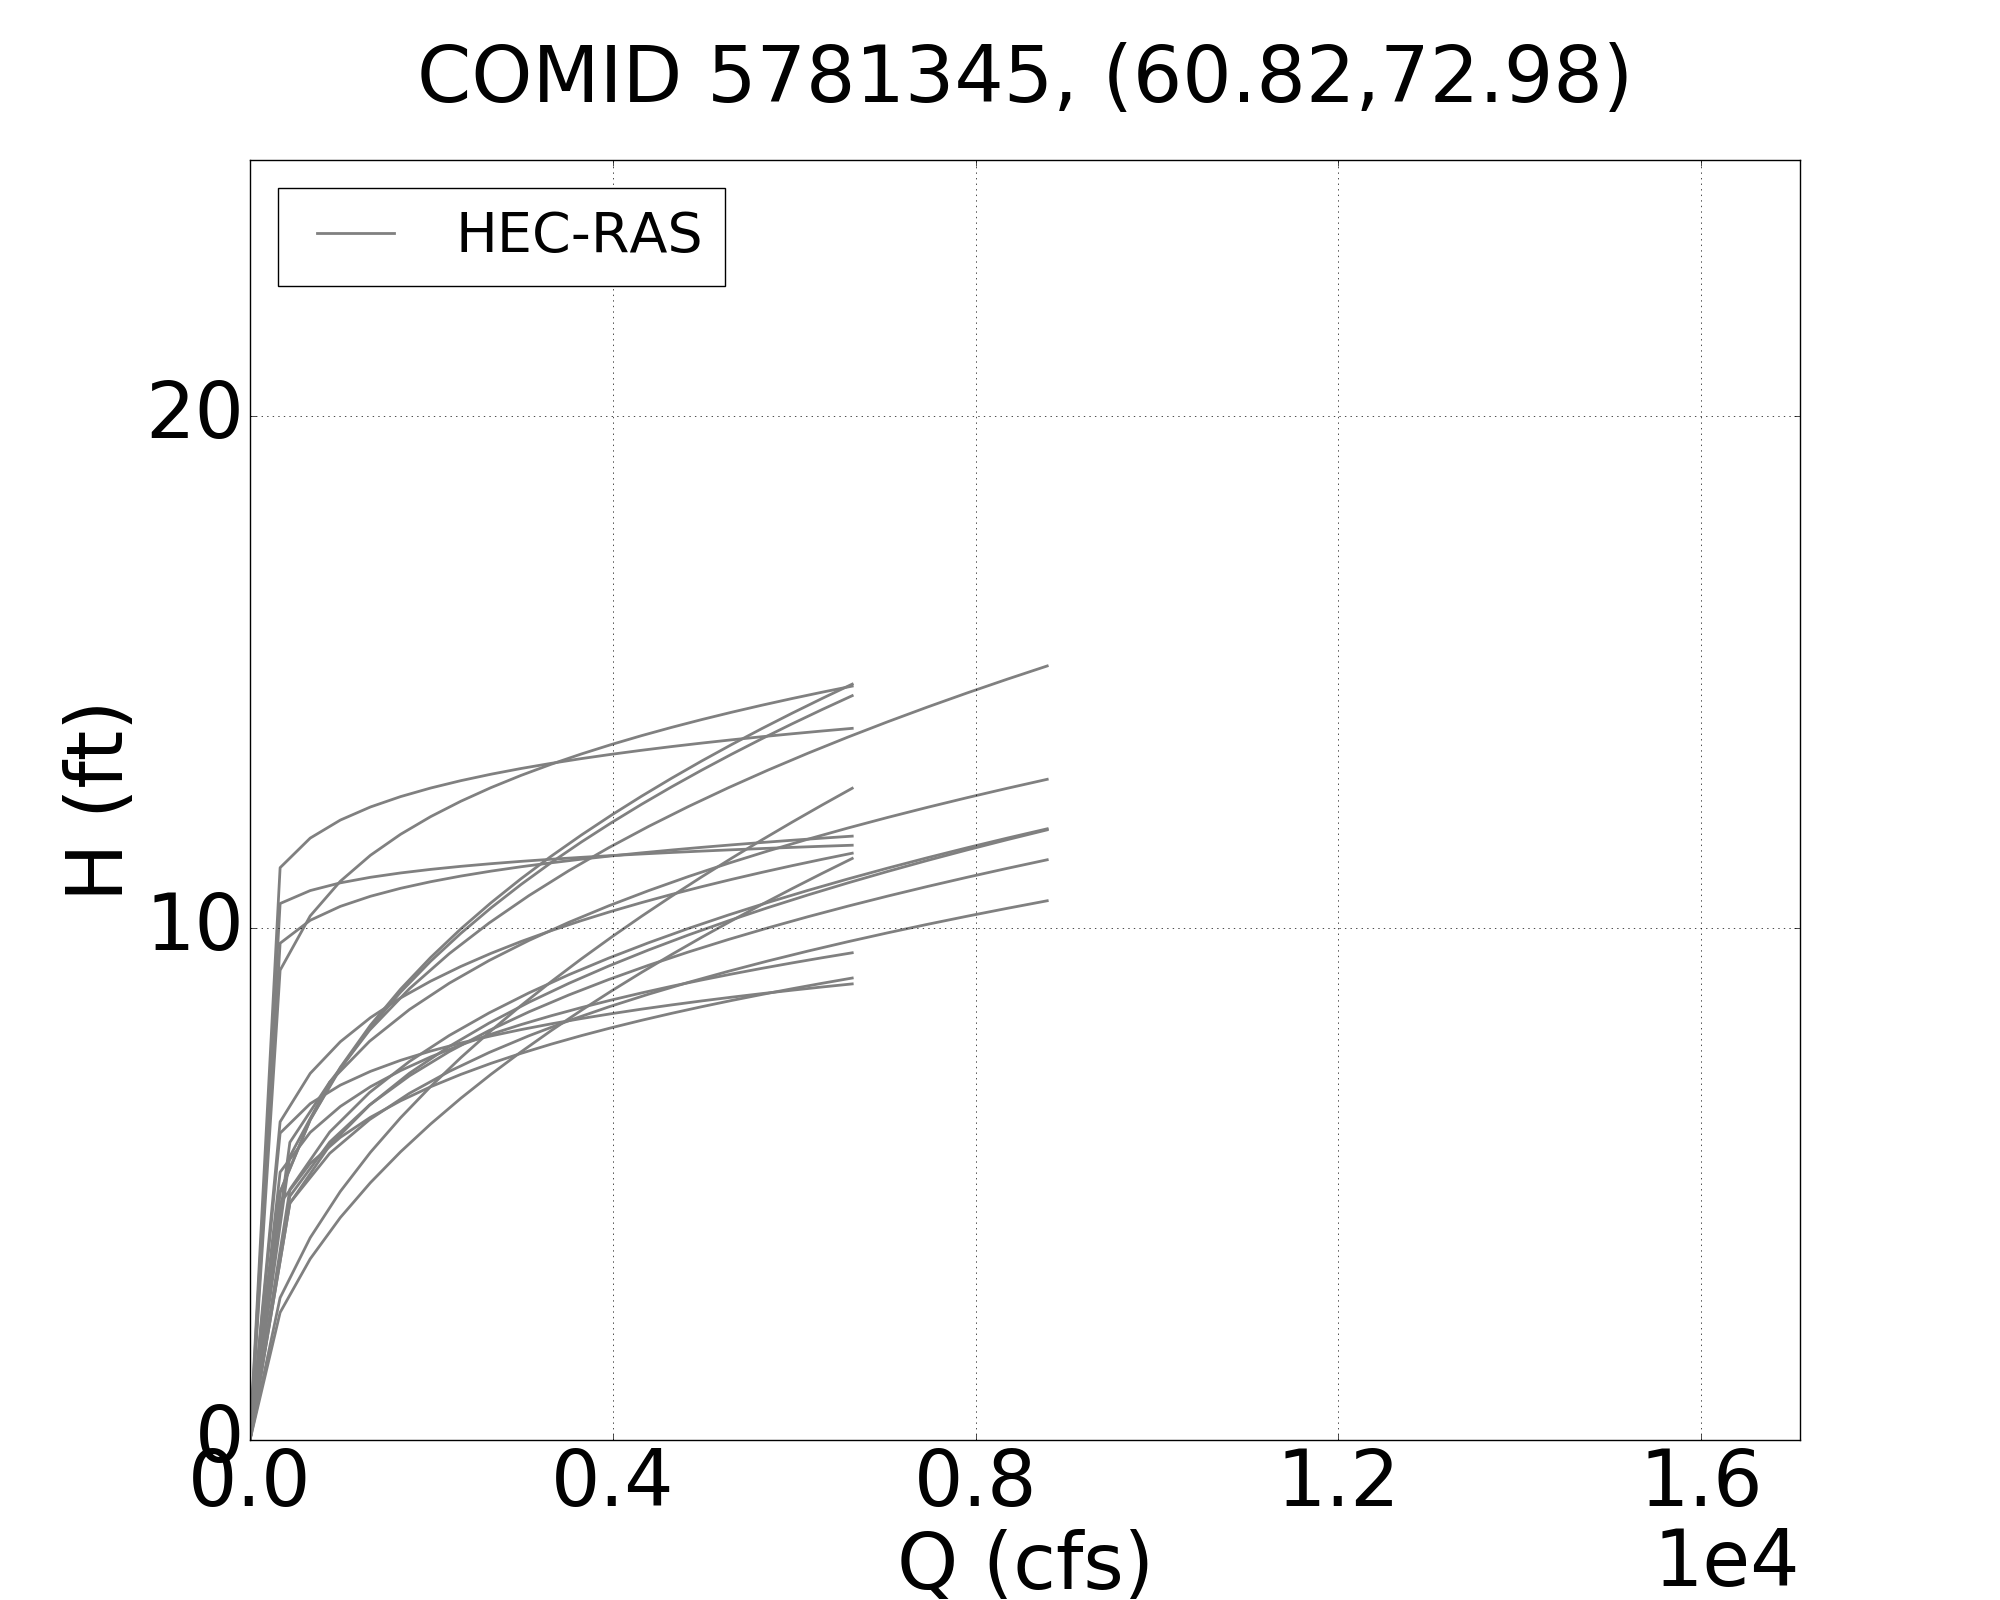 COMID 5781345, (60.82,72.98)
HEC-RAS
20
10
0
H (ft)
0.0 0.4 0.8 1.2 1.6
1e4
Q (cfs)